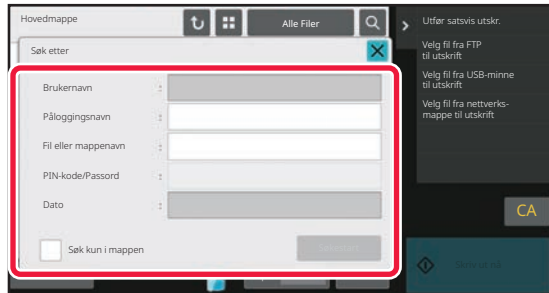 Hovedmappe
Alle Filer
Søk etter
Brukernavn :
Påloggingsnavn :
Fil eller mappenavn :
PIN-kode/Passord :
Dato :
Søk kun i mappen
Utfør satsvis utskr.
Velg fil fra FTP
til utskrift
Velg fil fra USB-minne
til utskrift
Velg fil fra nettverks-
mappe til utskrift
CA